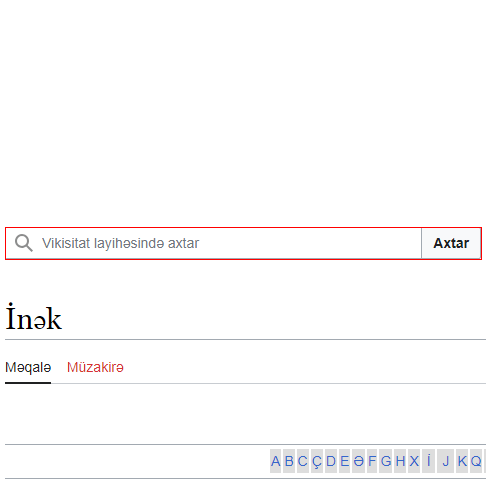 Vikisitat layihəsində axtar Axtar
İnək
Məqalə Müzakirə
A B C Ç D E Ə F G H X İ J K Q